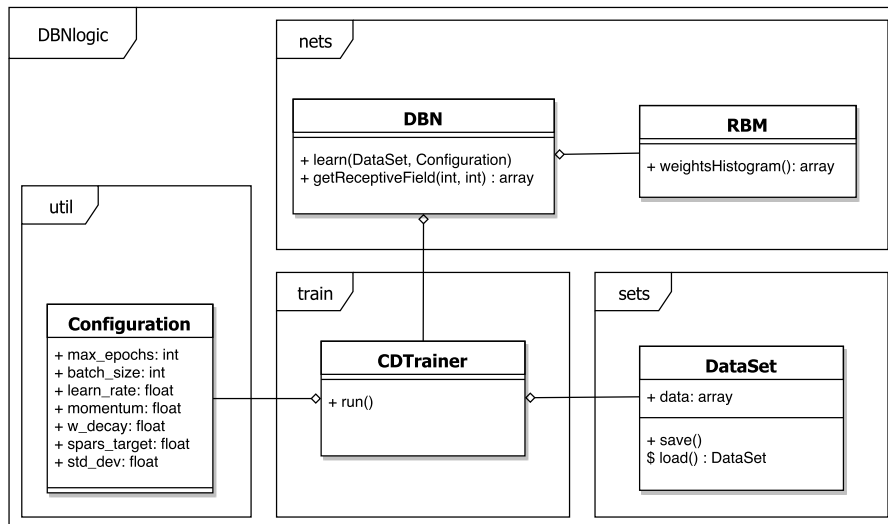 DBNlogic
nets
DBN
+ learn(DataSet, Configuration)
+ getReceptiveField(int, int) : array
RBM
+ weightsHistogram(): array
util
Configuration
+ max_epochs: int
+ batch_size: int
+ learn_rate: float
+ momentum: float
+ w_decay: float
+ spars_target: float
+ std_dev: float
train
CDTrainer
+ run()
sets
DataSet
+ data: array
+ save()
$ load() : DataSet